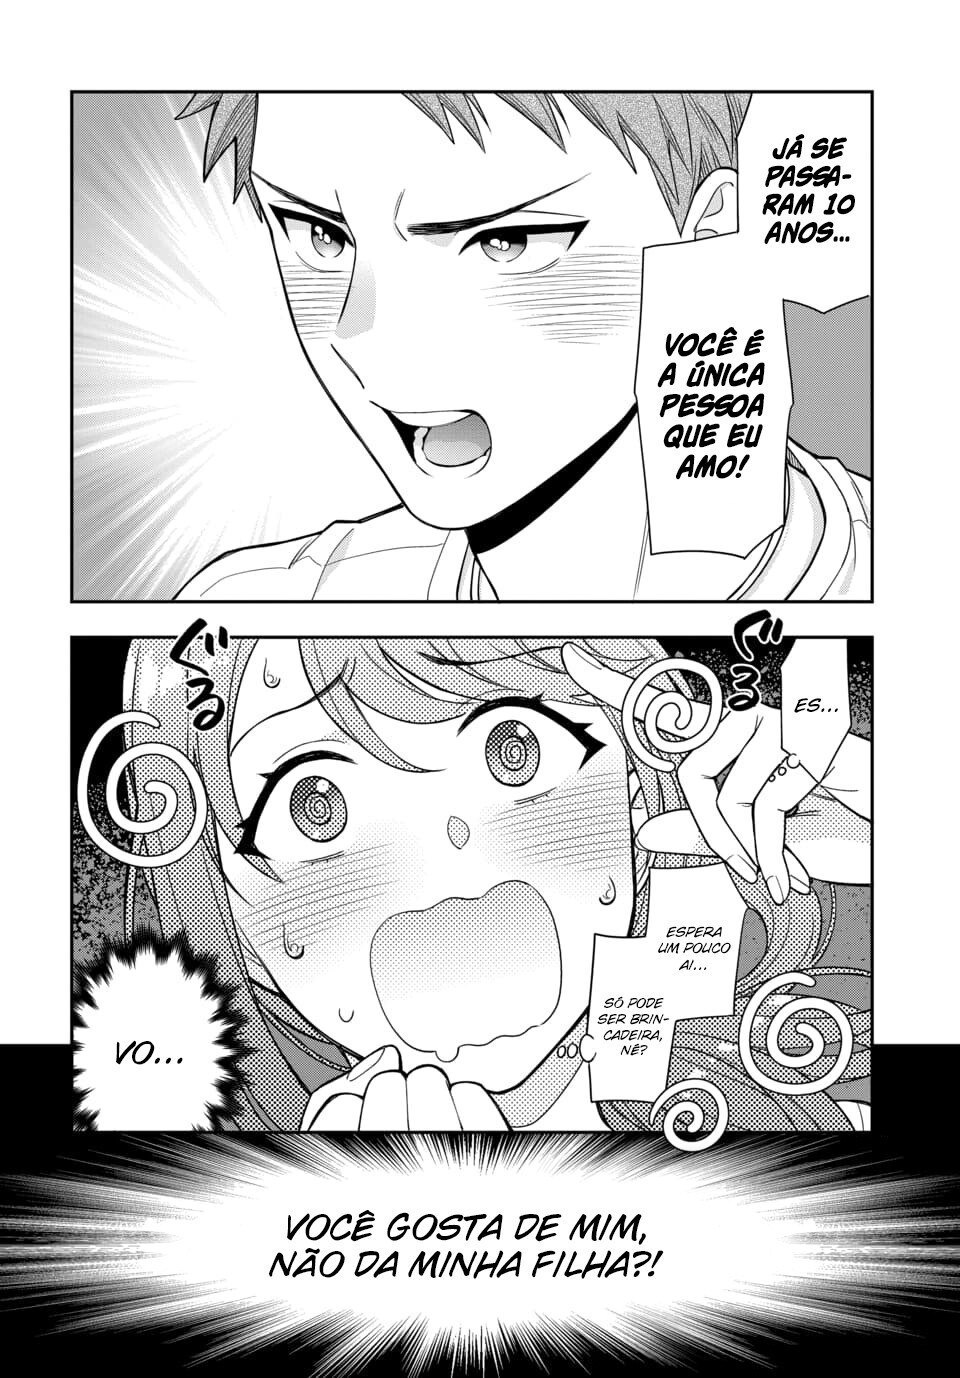 JÁ SE
PASSA-
RAM 10
ANOS...
VOCÊ É
A ÚNICA
PESSOA
QUE EU
AMO!
ぐる
ぐる
ES...
ESPERA
UM POUCO
AI...
SÓ PODE
SER BRIN-
CADEIRA,
NÉ?
VO...
VOCÊ GOSTA DE MIM,
NÃO DA MINHA FILHA?!